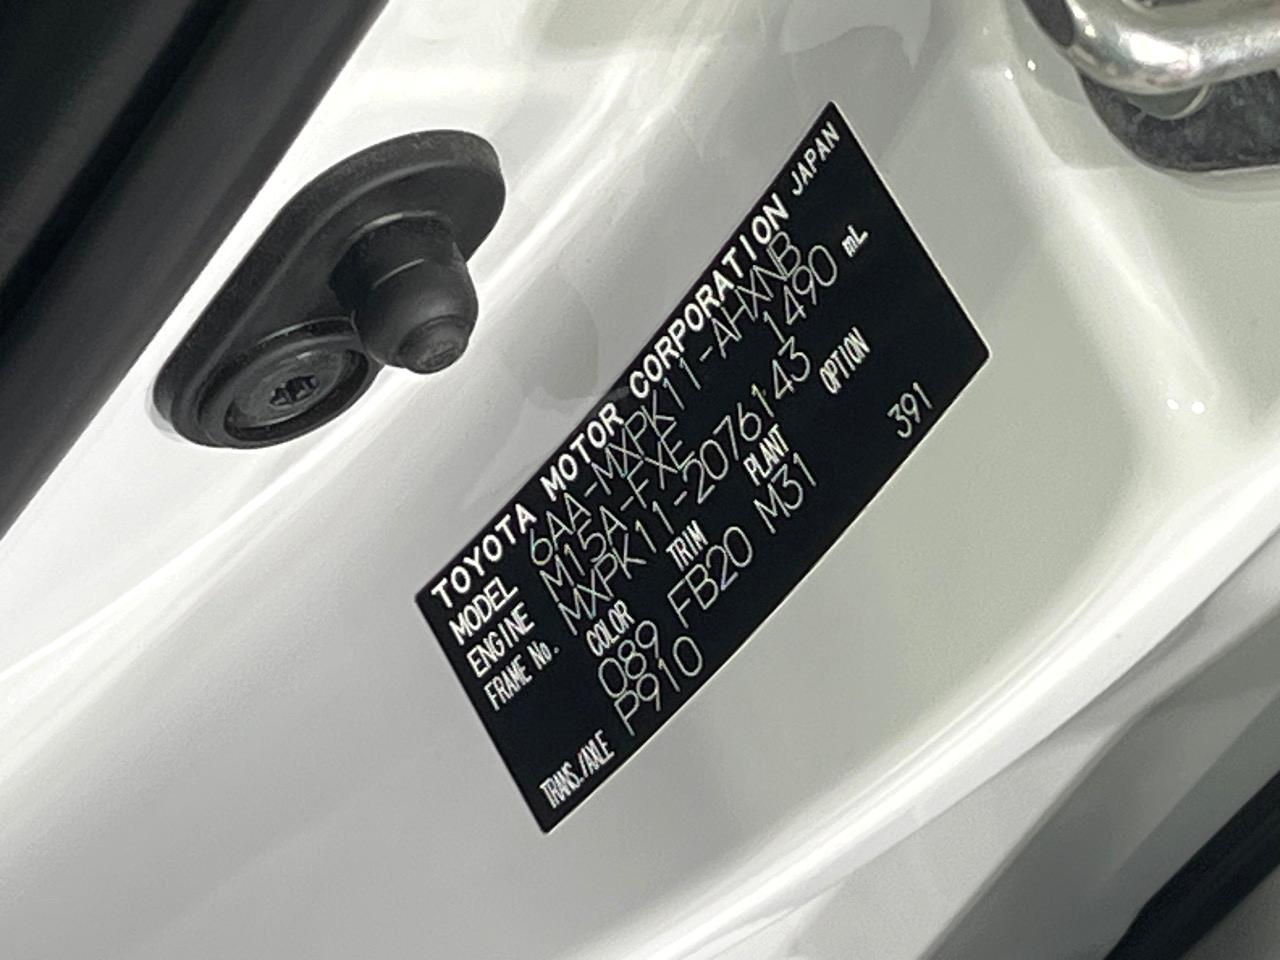 TOYOTA MOTOR CORPORATION JAPAN
MODEL 6AA-MXPK11-AHXNB
ENGINE M15A-FXE 1490 mL
FRAME No. MXPK11-2076143
COLOR TRIM PLANT OPTION
089 FB20 M31 391
TRANS./AXLE P910